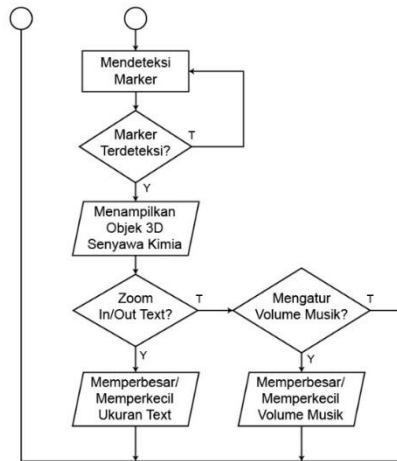 Mendeteksi
Marker
Marker
Terdeteksi?
T
Y
Menampilkan
Objek 3D
Senyawa Kimia
Zoom
In/Out Text?
T
Mengatur
Volume Musik?
T
Y
Y
Memperbesar/
Memperkecil
Ukuran Text
Memperbesar/
Memperkecil
Volume Musik